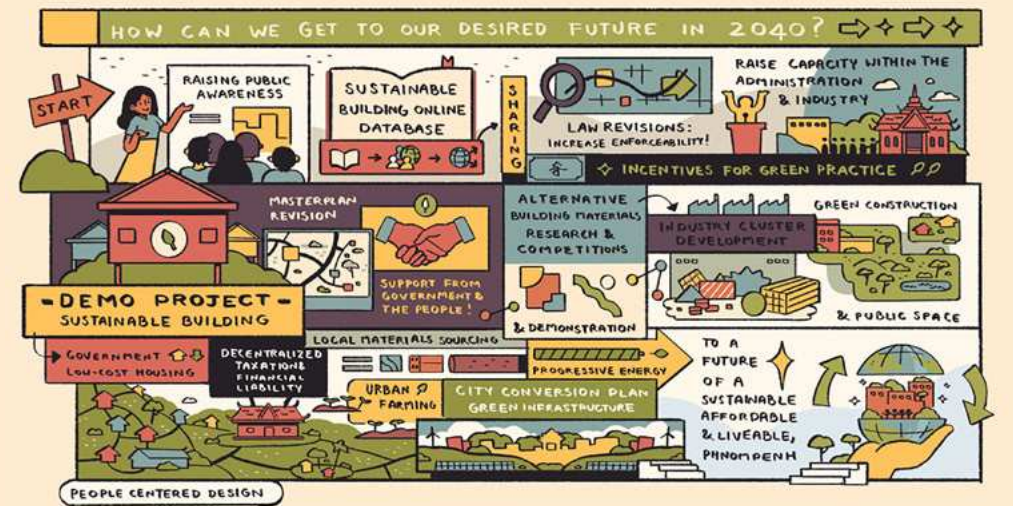 HOW CAN WE GET TO OUR DESIRED FUTURE IN 2040?
START
RAISING PUBLIC
AWARENESS
SUSTAINABLE
BUILDING ONLINE
DATABASE
SHARING
LAW REVISIONS:
INCREASE ENFORCEABILITY!
RAISE CAPACITY WITHIN THE
ADMINISTRATION
& INDUSTRY
INCENTIVES FOR GREEN PRACTICE
MASTERPLAN
REVISION
SUPPORT FROM
GOVERNMENT &
THE PEOPLE!
ALTERNATIVE
BUILDING MATERIALS
RESEARCH &
COMPETITIONS
& DEMONSTRATION
INDUSTRY CLUSTER
DEVELOPMENT
GREEN CONSTRUCTION
& PUBLIC SPACE
- DEMO PROJECT -
SUSTAINABLE BUILDING
GOVERNMENT
LOW-COST HOUSING
DECENTRALIZED
TAXATION &
FINANCIAL
LIABILITY
LOCAL MATERIALS SOURCING
PROGRESSIVE ENERGY
URBAN
FARMING
CITY CONVERSION PLAN
GREEN INFRASTRUCTURE
TO A
FUTURE
OF A
SUSTAINABLE
AFFORDABLE
& LIVEABLE,
PHNOM PENH
PEOPLE CENTERED DESIGN